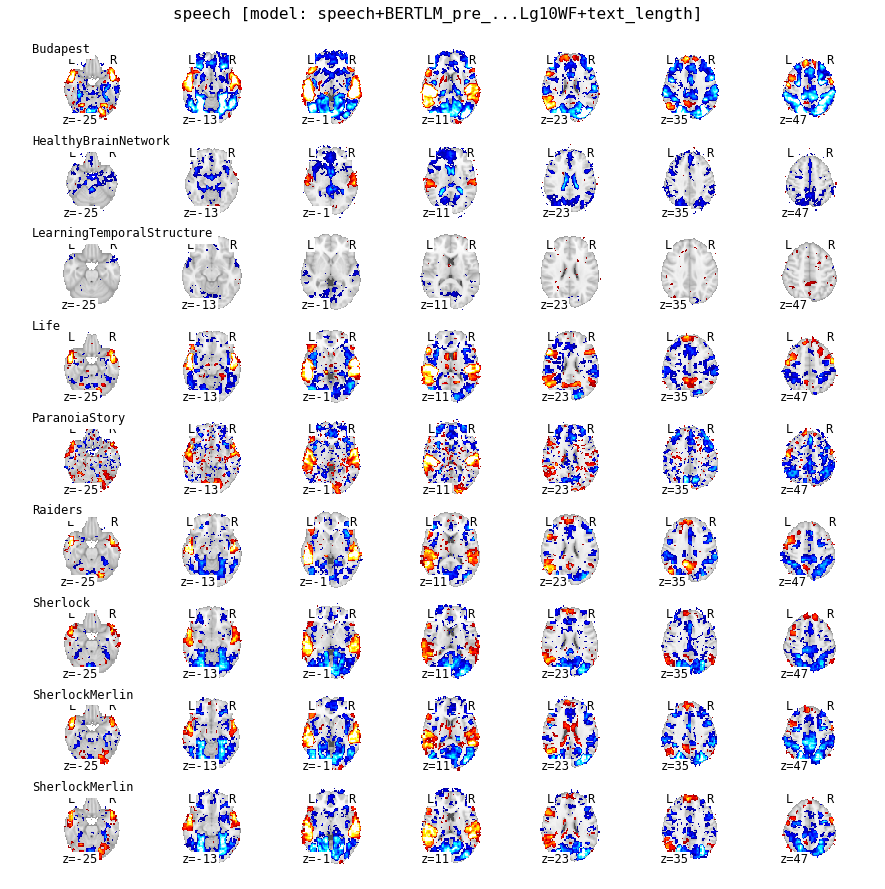 speech [model: speech+BERTLM_pre_...Lg10WF+text_length]
Budapest
L R L R L R L R L R L R L R
z=-25 z=-13 z=-1 z=11 z=23 z=35 z=47
HealthyBrainNetwork
L R L R L R L R L R L R L R
z=-25 z=-13 z=-1 z=11 z=23 z=35 z=47
LearningTemporalStructure
L R R L R L R L R L R L R
z=-25 z=-13 z=-1 z=11 z=23 z=35 z=47
Life
L R L R L R L R L R L R L R
z=-25 z=-13 z=-1 z=11 z=23 z=35 z=47
ParanoiaStory
L R L R L R L R L R L R L R
z=-25 z=-13 z=-1 z=11 z=23 z=35 z=47
Raiders
L R L R L R L R L R L R L R
z=-25 z=-13 z=-1 z=11 z=23 z=35 z=47
Sherlock
L R L R L R L R L R L R L R
z=-25 z=-13 z=-1 z=11 z=23 z=35 z=47
SherlockMerlin
L R L R L R L R L R L R L R
z=-25 z=-13 z=-1 z=11 z=23 z=35 z=47
SherlockMerlin
L R L R L R L R L R L R L R
z=-25 z=-13 z=-1 z=11 z=23 z=35 z=47